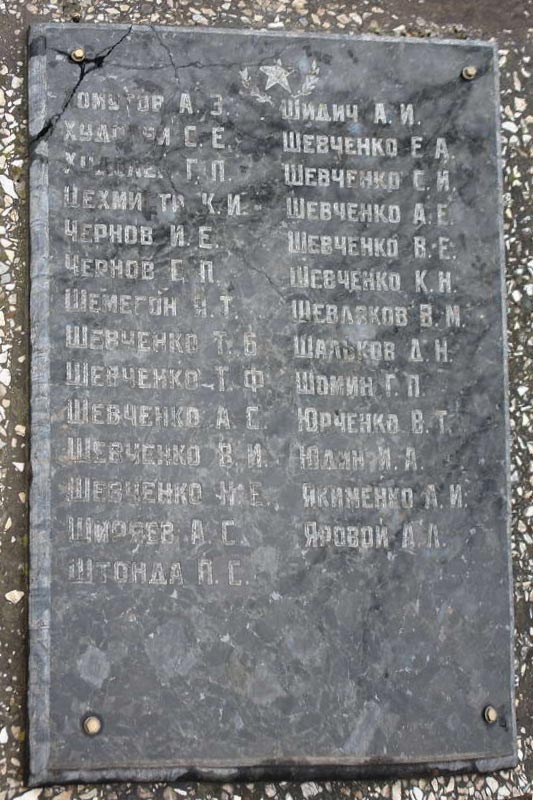 А. З.
С. Е.
Г. П.
К. И.
ЧЕРНОВ И. Е.
ЧЕРНОВ Е. П.
ШЕМЕГОН Т.
ШЕВЧЕНКО Т. Б.
ШЕВЧЕНКО Т. Ф.
ШЕВЧЕНКО А. С.
ШЕВЧЕНКО В. И.
ШЕВЧЕНКО Е.
ШИРЯЕВ А. С.
ШТОНДА П. С.
ШИДИЧ А. И.
ШЕВЧЕНКО Е. А.
ШЕВЧЕНКО С. И.
ШЕВЧЕНКО А. Е.
ШЕВЧЕНКО В. Е.
ШЕВЧЕНКО К. Н.
ШЕВЛЯКОВ В. М.
ШАЛЬКОВ Д. Н.
ШОМИН Г. П.
ЮРЧЕНКО В. Т.
ЮДИН И. А.
ЯКИМЕНКО И.
ЯРОВОЙ А. Л.